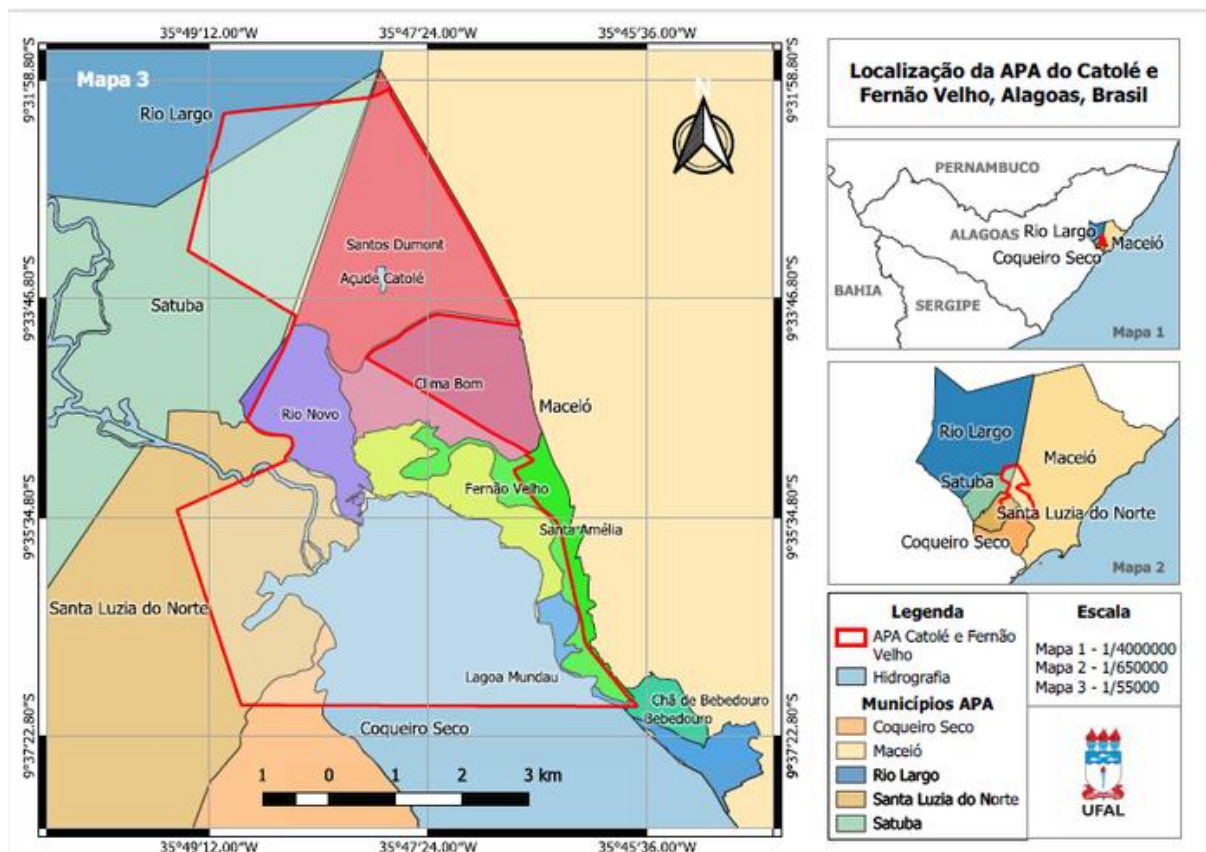 35°49'12.00"W
35°47'24.00"W
35°45'36.00"W
9°31'58.80"S
9°33'46.80"S
9°35'34.80"S
9°37'22.80"S
Mapa 3
N
Rio Largo
Santos Dumont
Açude Catolé
Satuba
Clima Bom
Maceió
Rio Novo
Fernão Velho
Santa Amélia
Santa Luzia do Norte
Lagoa Mundau
Chã de Bebedouro
Bebedouro
Coqueiro Seco
1 0 1 2 3 km
9°31'58.80"S
9°33'46.80"S
9°35'34.80"S
9°37'22.80"S
35°49'12.00"W
35°47'24.00"W
35°45'36.00"W
Localização da APA do Catolé e
Fernão Velho, Alagoas, Brasil
PERNAMBUCO
ALAGOAS
Rio Largo
Maceió
Coqueiro Seco
BAHIA
SERGIPE
Mapa 1
Rio Largo
Maceió
Satuba
Santa Luzia do Norte
Coqueiro Seco
Mapa 2
Legenda
APA Catolé e Fernão
Velho
Hidrografia
Municípios APA
Coqueiro Seco
Maceió
Rio Largo
Santa Luzia do Norte
Satuba
Escala
Mapa 1 - 1/4000000
Mapa 2 - 1/650000
Mapa 3 - 1/55000
UFAL